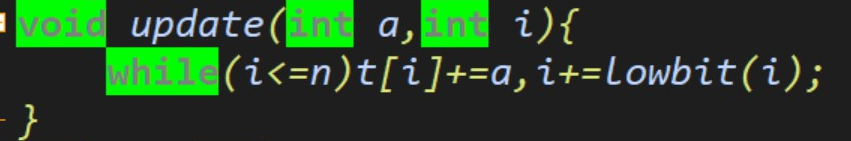 void update(int a,int i){
while(i<=n)t[i]+=a,i+=lowbit(i);
}